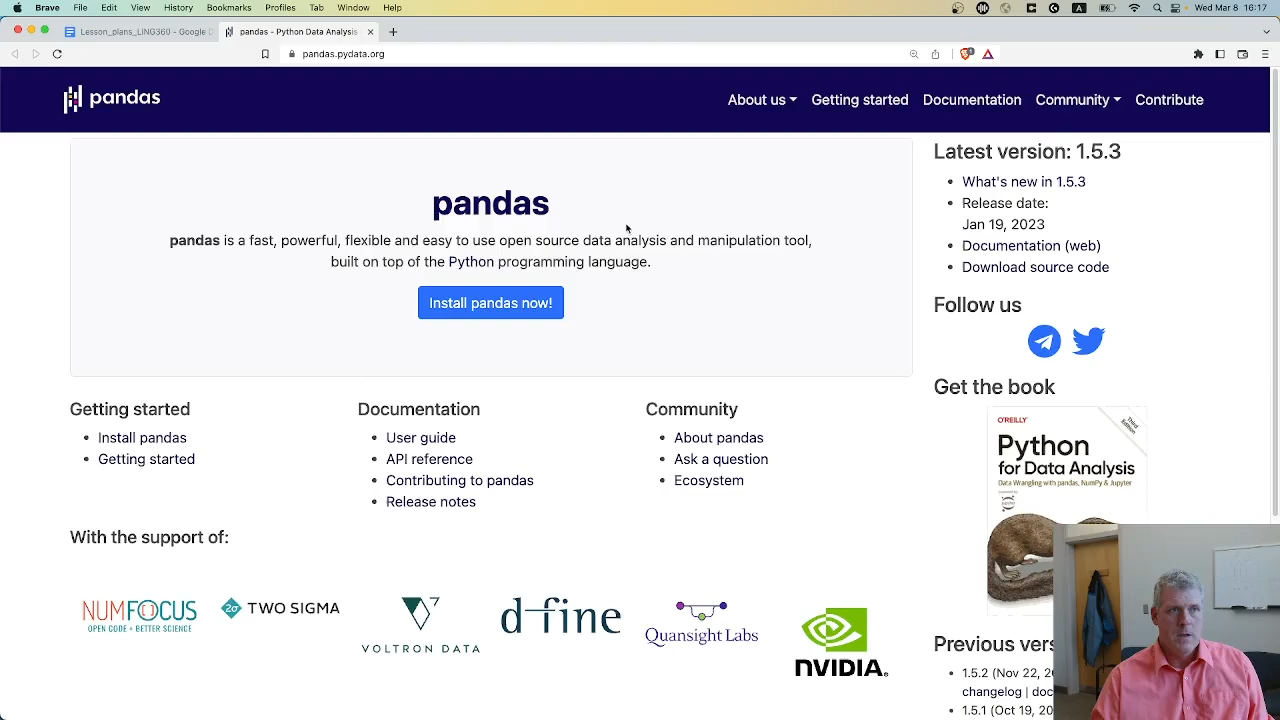 Brave File Edit View History Bookmarks Profiles Tab Window Help
A
Wed Mar 8 16:17
Lesson_plans_LING360 - Google D
pandas - Python Data Analysis
pandas.pydata.org
pandas
About us Getting started Documentation Community Contribute
pandas
pandas is a fast, powerful, flexible and easy to use open source data analysis and manipulation tool,
built on top of the Python programming language.
Install pandas now!
Getting started
Install pandas
Getting started
Documentation
User guide
API reference
Contributing to pandas
Release notes
Community
About pandas
Ask a question
Ecosystem
With the support of:
NUMFOCUS
OPEN CODE + BETTER SCIENCE
2σ TWO SIGMA
VOLTRON DATA
d-fine
Quansight Labs
NVIDIA.
Latest version: 1.5.3
What's new in 1.5.3
Release date:
Jan 19, 2023
Documentation (web)
Download source code
Follow us
Get the book
O'REILLY
Third
Edition
Python
for Data Analysis
Data Wrangling with pandas, NumPy & Jupyter
Previous vers
1.5.2 (Nov 22, 20
changelog | doc
1.5.1 (Oct 19, 20